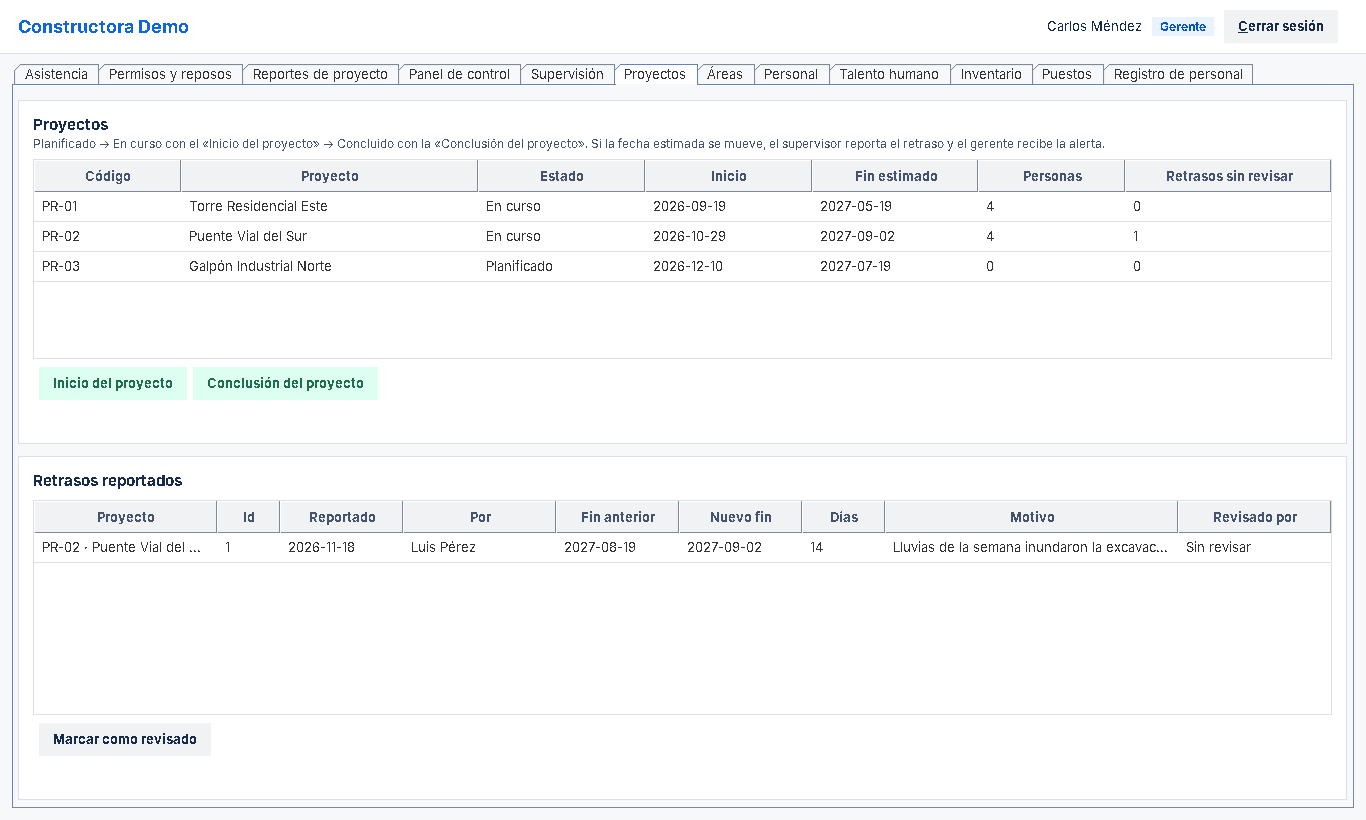 Constructora Demo
Carlos Méndez Gerente Cerrar sesión
Asistencia Permisos y reposos Reportes de proyecto Panel de control Supervisión Proyectos Áreas Personal Talento humano Inventario Puestos Registro de personal
Proyectos
Planificado → En curso con el «Inicio del proyecto» → Concluido con la «Conclusión del proyecto». Si la fecha estimada se mueve, el supervisor reporta el retraso y el gerente recibe la alerta.
Código Proyecto Estado Inicio Fin estimado Personas Retrasos sin revisar
PR-01 Torre Residencial Este En curso 2026-09-19 2027-05-19 4 0
PR-02 Puente Vial del Sur En curso 2026-10-29 2027-09-02 4 1
PR-03 Galpón Industrial Norte Planificado 2026-12-10 2027-07-19 0 0
Inicio del proyecto Conclusión del proyecto
Retrasos reportados
Proyecto Id Reportado Por Fin anterior Nuevo fin Días Motivo Revisado por
PR-02 · Puente Vial del ... 1 2026-11-18 Luis Pérez 2027-08-19 2027-09-02 14 Lluvias de la semana inundaron la excavac... Sin revisar
Marcar como revisado